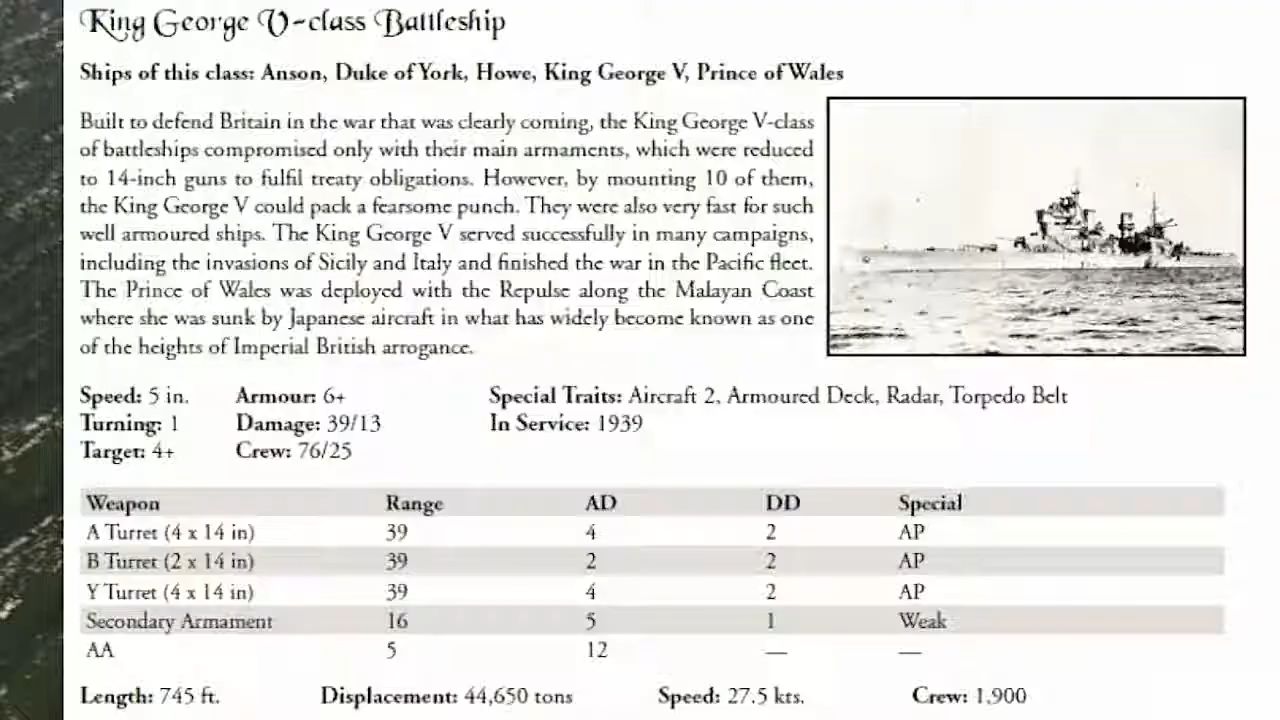 King George V-class Battleship
Ships of this class: Anson, Duke of York, Howe, King George V, Prince of Wales
Built to defend Britain in the war that was clearly coming, the King George V-class
of battleships compromised only with their main armaments, which were reduced
to 14-inch guns to fulfil treaty obligations. However, by mounting 10 of them,
the King George V could pack a fearsome punch. They were also very fast for such
well armoured ships. The King George V served successfully in many campaigns,
including the invasions of Sicily and Italy and finished the war in the Pacific fleet.
The Prince of Wales was deployed with the Repulse along the Malayan Coast
where she was sunk by Japanese aircraft in what has widely become known as one
of the heights of Imperial British arrogance.
Speed: 5 in. Armour: 6+ Special Traits: Aircraft 2, Armoured Deck, Radar, Torpedo Belt
Turning: 1 Damage: 39/13 In Service: 1939
Target: 4+ Crew: 76/25
Weapon Range AD DD Special
A Turret (4 x 14 in) 39 4 2 AP
B Turret (2 x 14 in) 39 2 2 AP
Y Turret (4 x 14 in) 39 4 2 AP
Secondary Armament 16 5 1 Weak
AA 5 12 — —
Length: 745 ft. Displacement: 44,650 tons Speed: 27.5 kts. Crew: 1,900